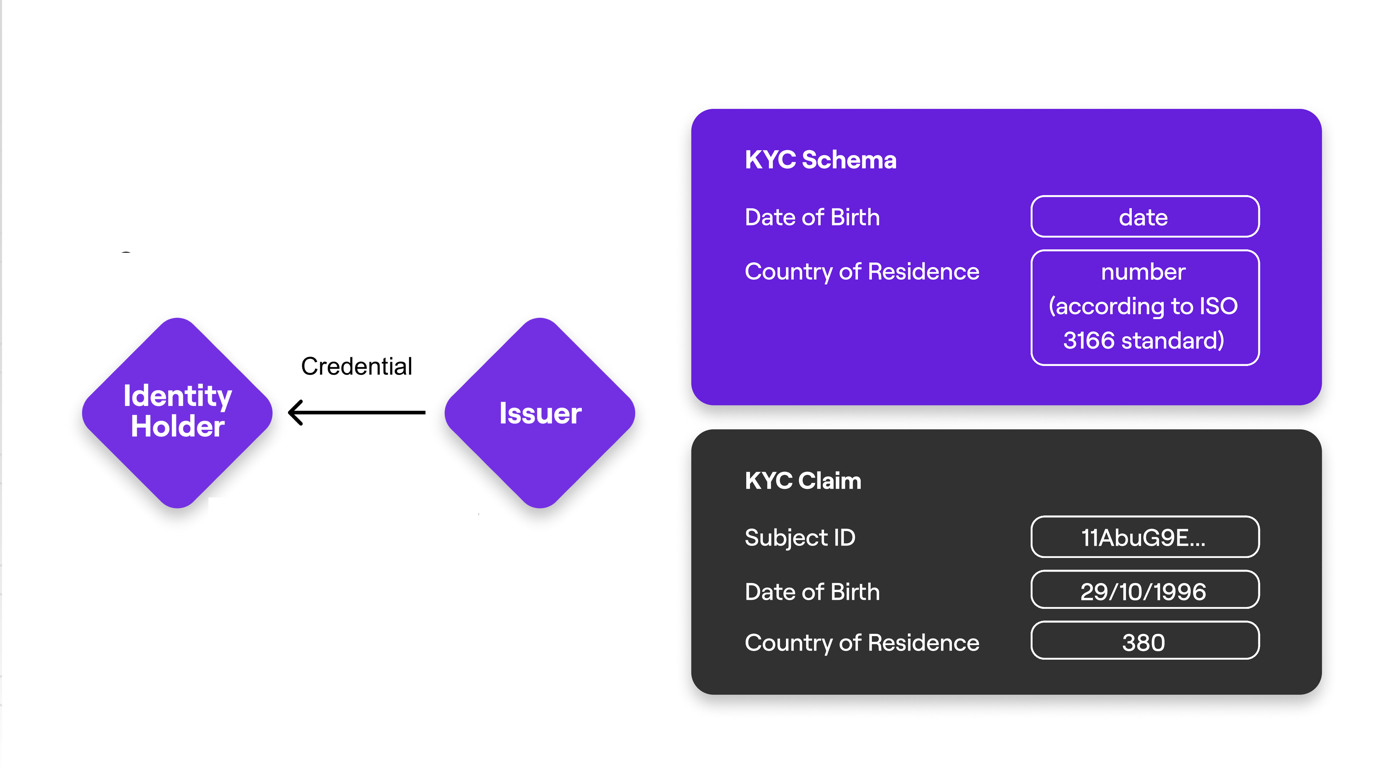 Identity
Holder
Credential
Issuer
KYC Schema
Date of Birth
date
Country of Residence
number
(according to ISO
3166 standard)
KYC Claim
Subject ID
11AbuG9E...
Date of Birth
29/10/1996
Country of Residence
380